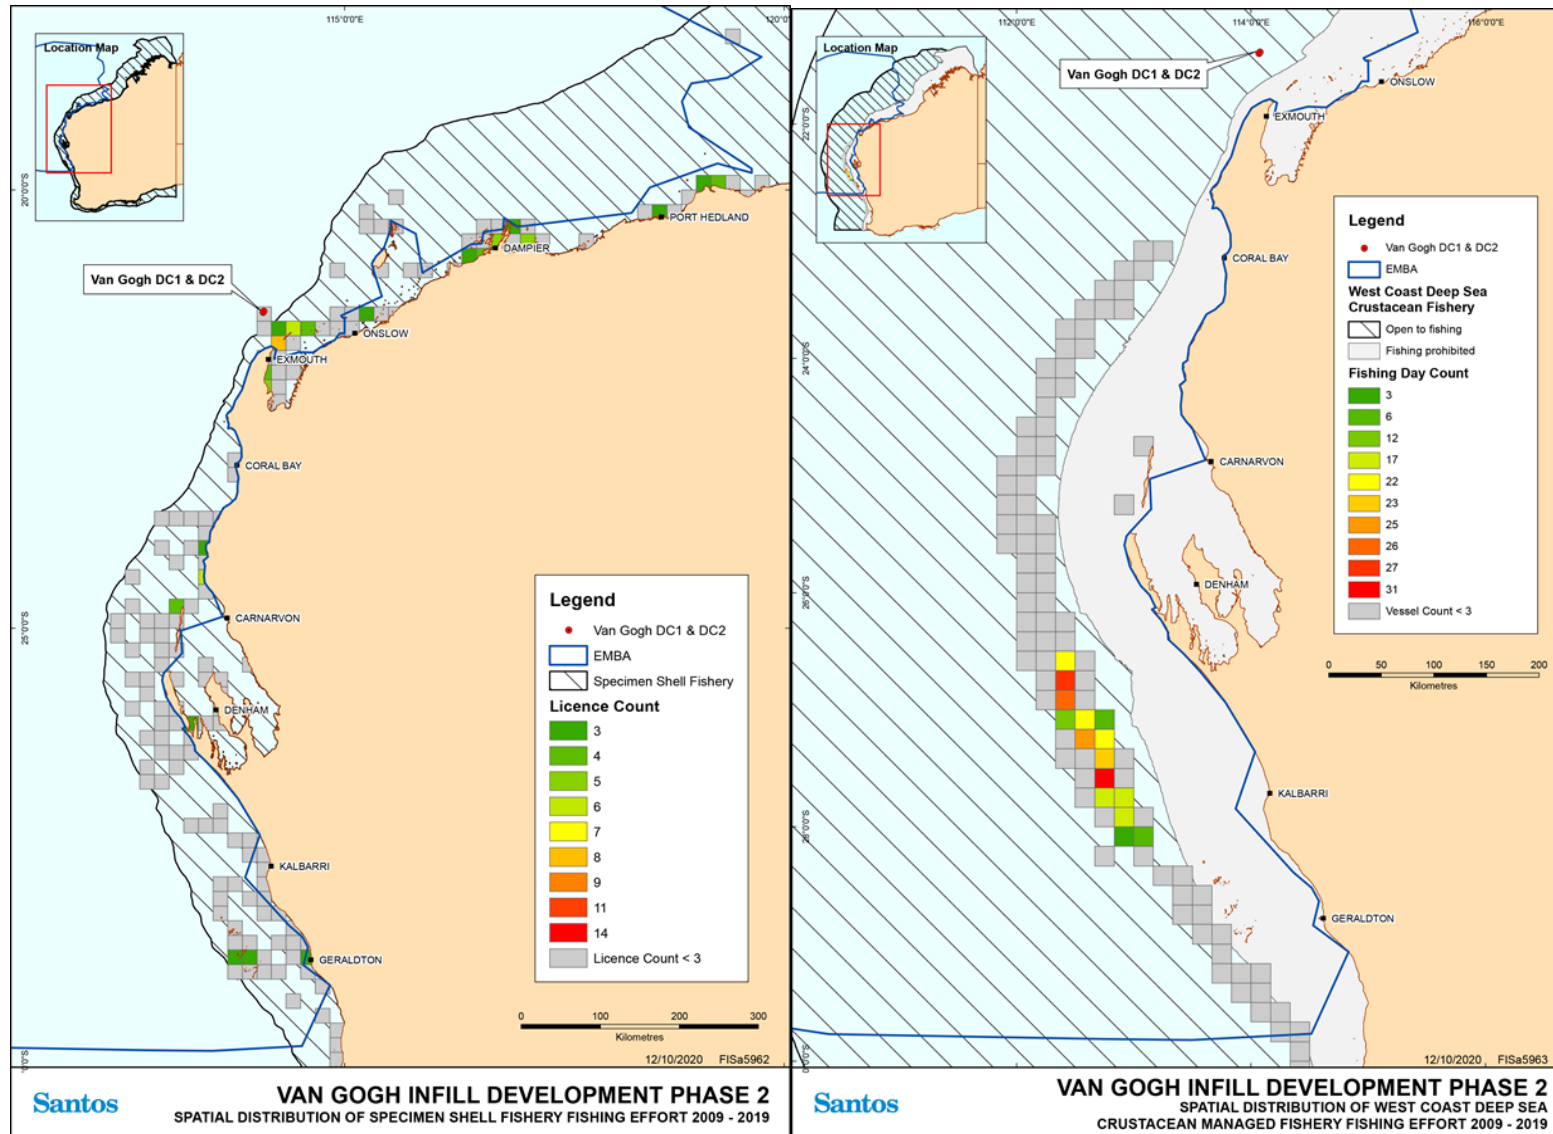 115°0'0"E
120°0
Location Map
20°0'0"S
PORT HEDLAND
DAMPIER
Van Gogh DC1 & DC2
ONSLOW
EXMOUTH
CORAL BAY
25°0'0"S
CARNARVON
DENHAM
KALBARRI
GERALDTON
Legend
Van Gogh DC1 & DC2
EMBA
Specimen Shell Fishery
Licence Count
3
4
5
6
7
8
9
11
14
Licence Count < 3
0 100 200 300
Kilometres
12/10/2020 FISa5962
Santos
VAN GOGH INFILL DEVELOPMENT PHASE 2
SPATIAL DISTRIBUTION OF SPECIMEN SHELL FISHERY FISHING EFFORT 2009 - 2019
112°0'0"E
114°0'0"E
116°0'0"E
Location Map
Van Gogh DC1 & DC2
ONSLOW
EXMOUTH
22°0'0"S
CORAL BAY
24°0'0"S
CARNARVON
26°0'0"S
DENHAM
KALBARRI
28°0'0"S
GERALDTON
Legend
Van Gogh DC1 & DC2
EMBA
West Coast Deep Sea
Crustacean Fishery
Open to fishing
Fishing prohibited
Fishing Day Count
3
6
12
17
22
23
25
26
27
31
Vessel Count < 3
0 50 100 150 200
Kilometres
12/10/2020 FISa5963
Santos
VAN GOGH INFILL DEVELOPMENT PHASE 2
SPATIAL DISTRIBUTION OF WEST COAST DEEP SEA
CRUSTACEAN MANAGED FISHERY FISHING EFFORT 2009 - 2019